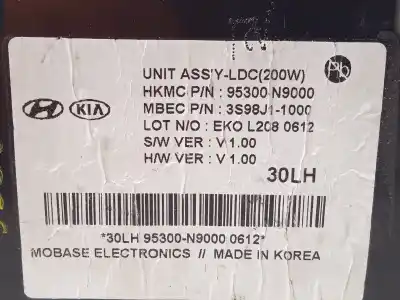 Pb
UNIT ASS'Y-LDC(200W)
HKMC P/N : 95300-N9000
MBEC P/N : 3S98J1-1000
LOT N/O : EKO L208 0612
S/W VER : V 1.00
H/W VER : V 1.00
KIA
30LH
*30LH 95300-N9000 0612*
MOBASE ELECTRONICS // MADE IN KOREA